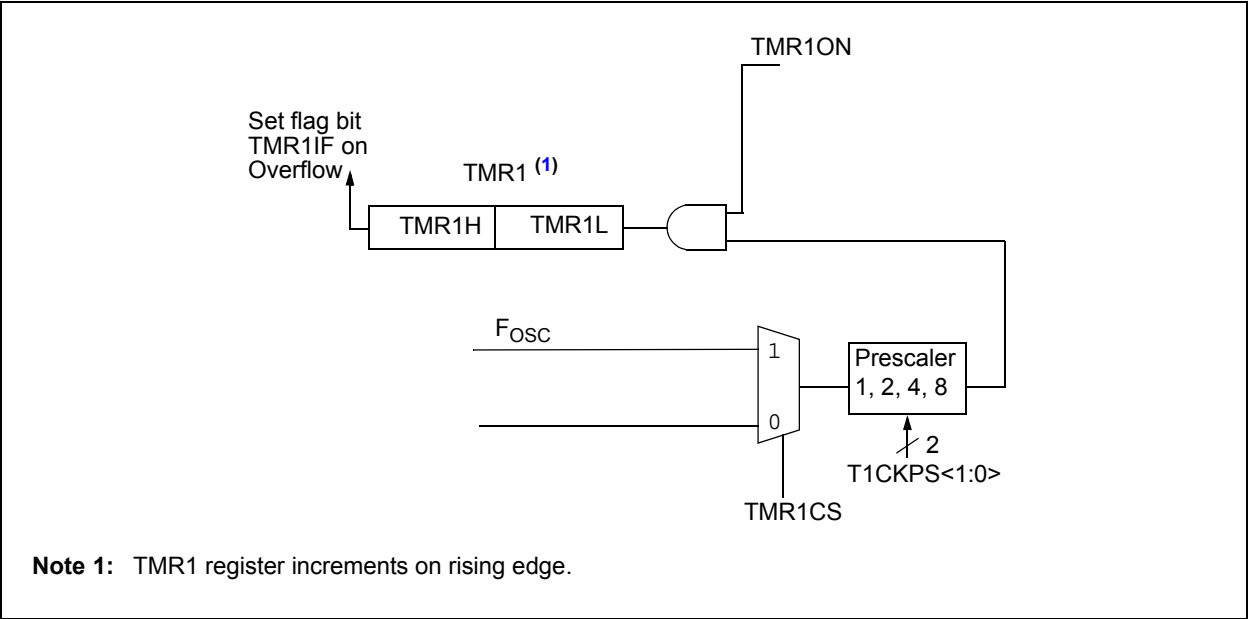 TMR1ON
Set flag bit
TMR1IF on
Overflow
TMR1 (1)
TMR1H
TMR1L
FOSC
1
Prescaler
1, 2, 4, 8
0
2
T1CKPS<1:0>
TMR1CS
Note 1: TMR1 register increments on rising edge.